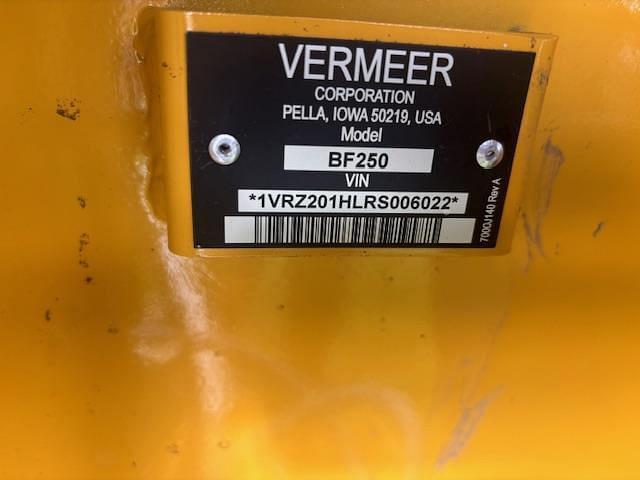 VERMEER
CORPORATION
PELLA, IOWA 50219, USA
Model
BF250
VIN
*1VRZ201HLRS006022*
7000J140 Rev A